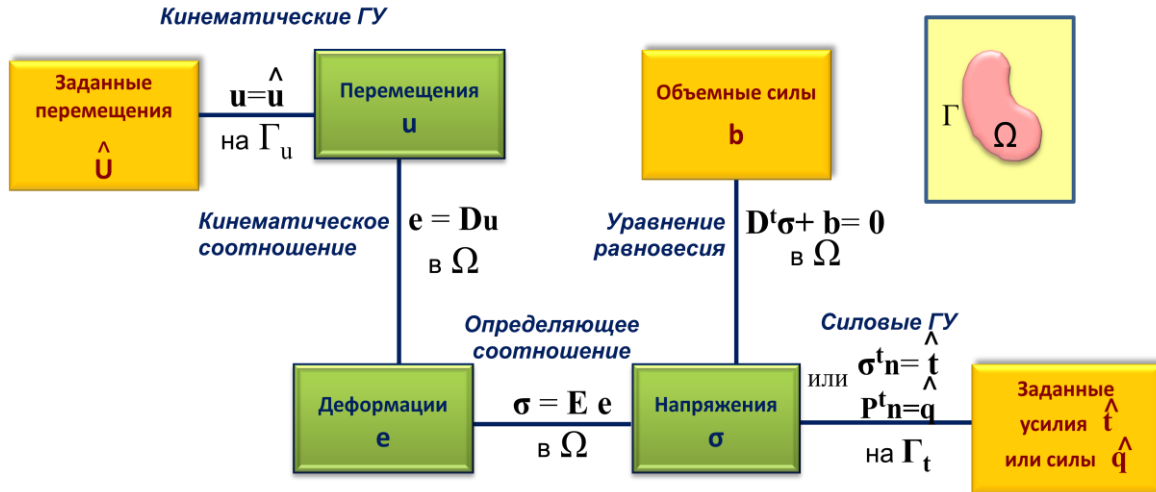 Кинематические ГУ
Заданные
перемещения
Û
u=û
на Γu
Перемещения
u
Объемные силы
b
Γ
Ω
Кинематическое
соотношение
e = Du
в Ω
Уравнение
равновесия
Dᵗσ+ b= 0
в Ω
Определяющее
соотношение
σ = E e
в Ω
Деформации
e
Напряжения
σ
Силовые ГУ
или σᵗn= t̂
Pᵗn=q̂
на Γt
Заданные
усилия t̂
или силы q̂